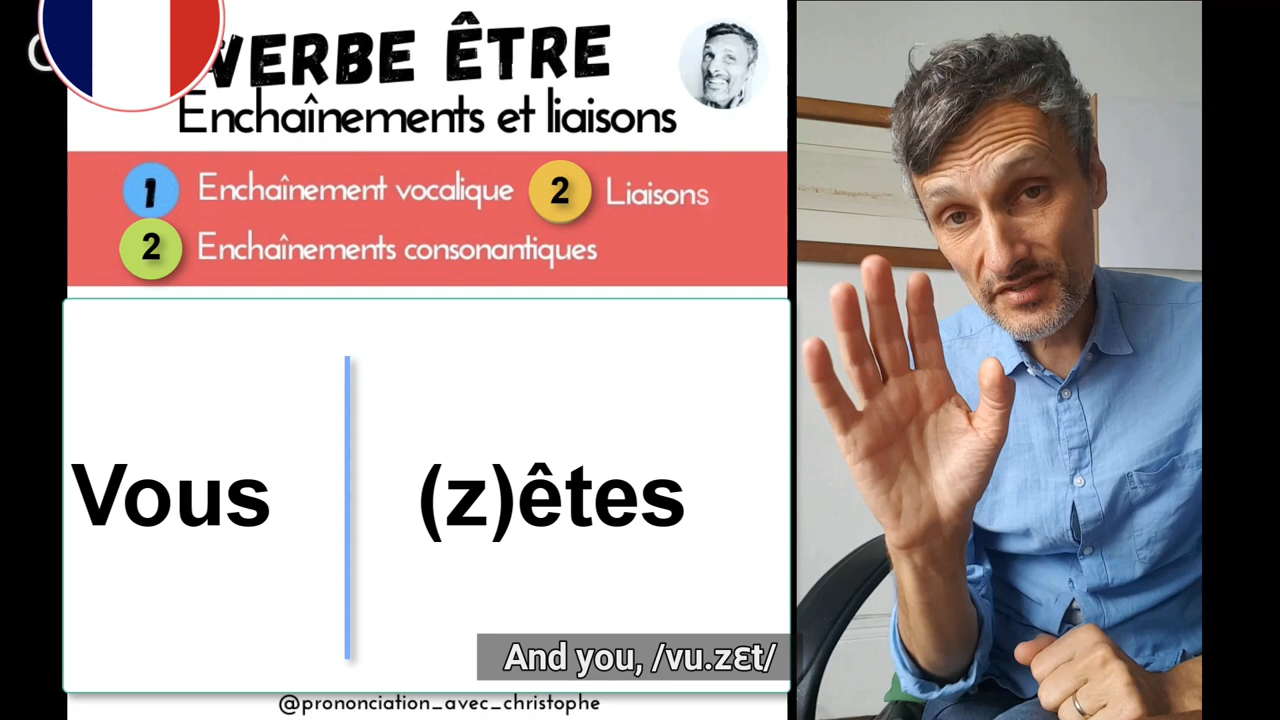 VERBE ÊTRE
Enchaînements et liaisons
1 Enchaînement vocalique 2 Liaisons
2 Enchaînements consonantiques
Vous (z)êtes
And you, /vu.zɛt/
@prononciation_avec_christophe